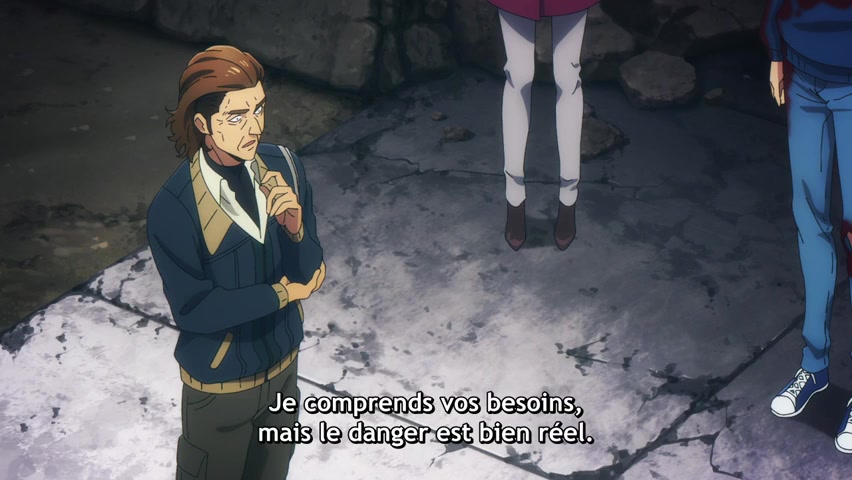 Je comprends vos besoins,
mais le danger est bien réel.